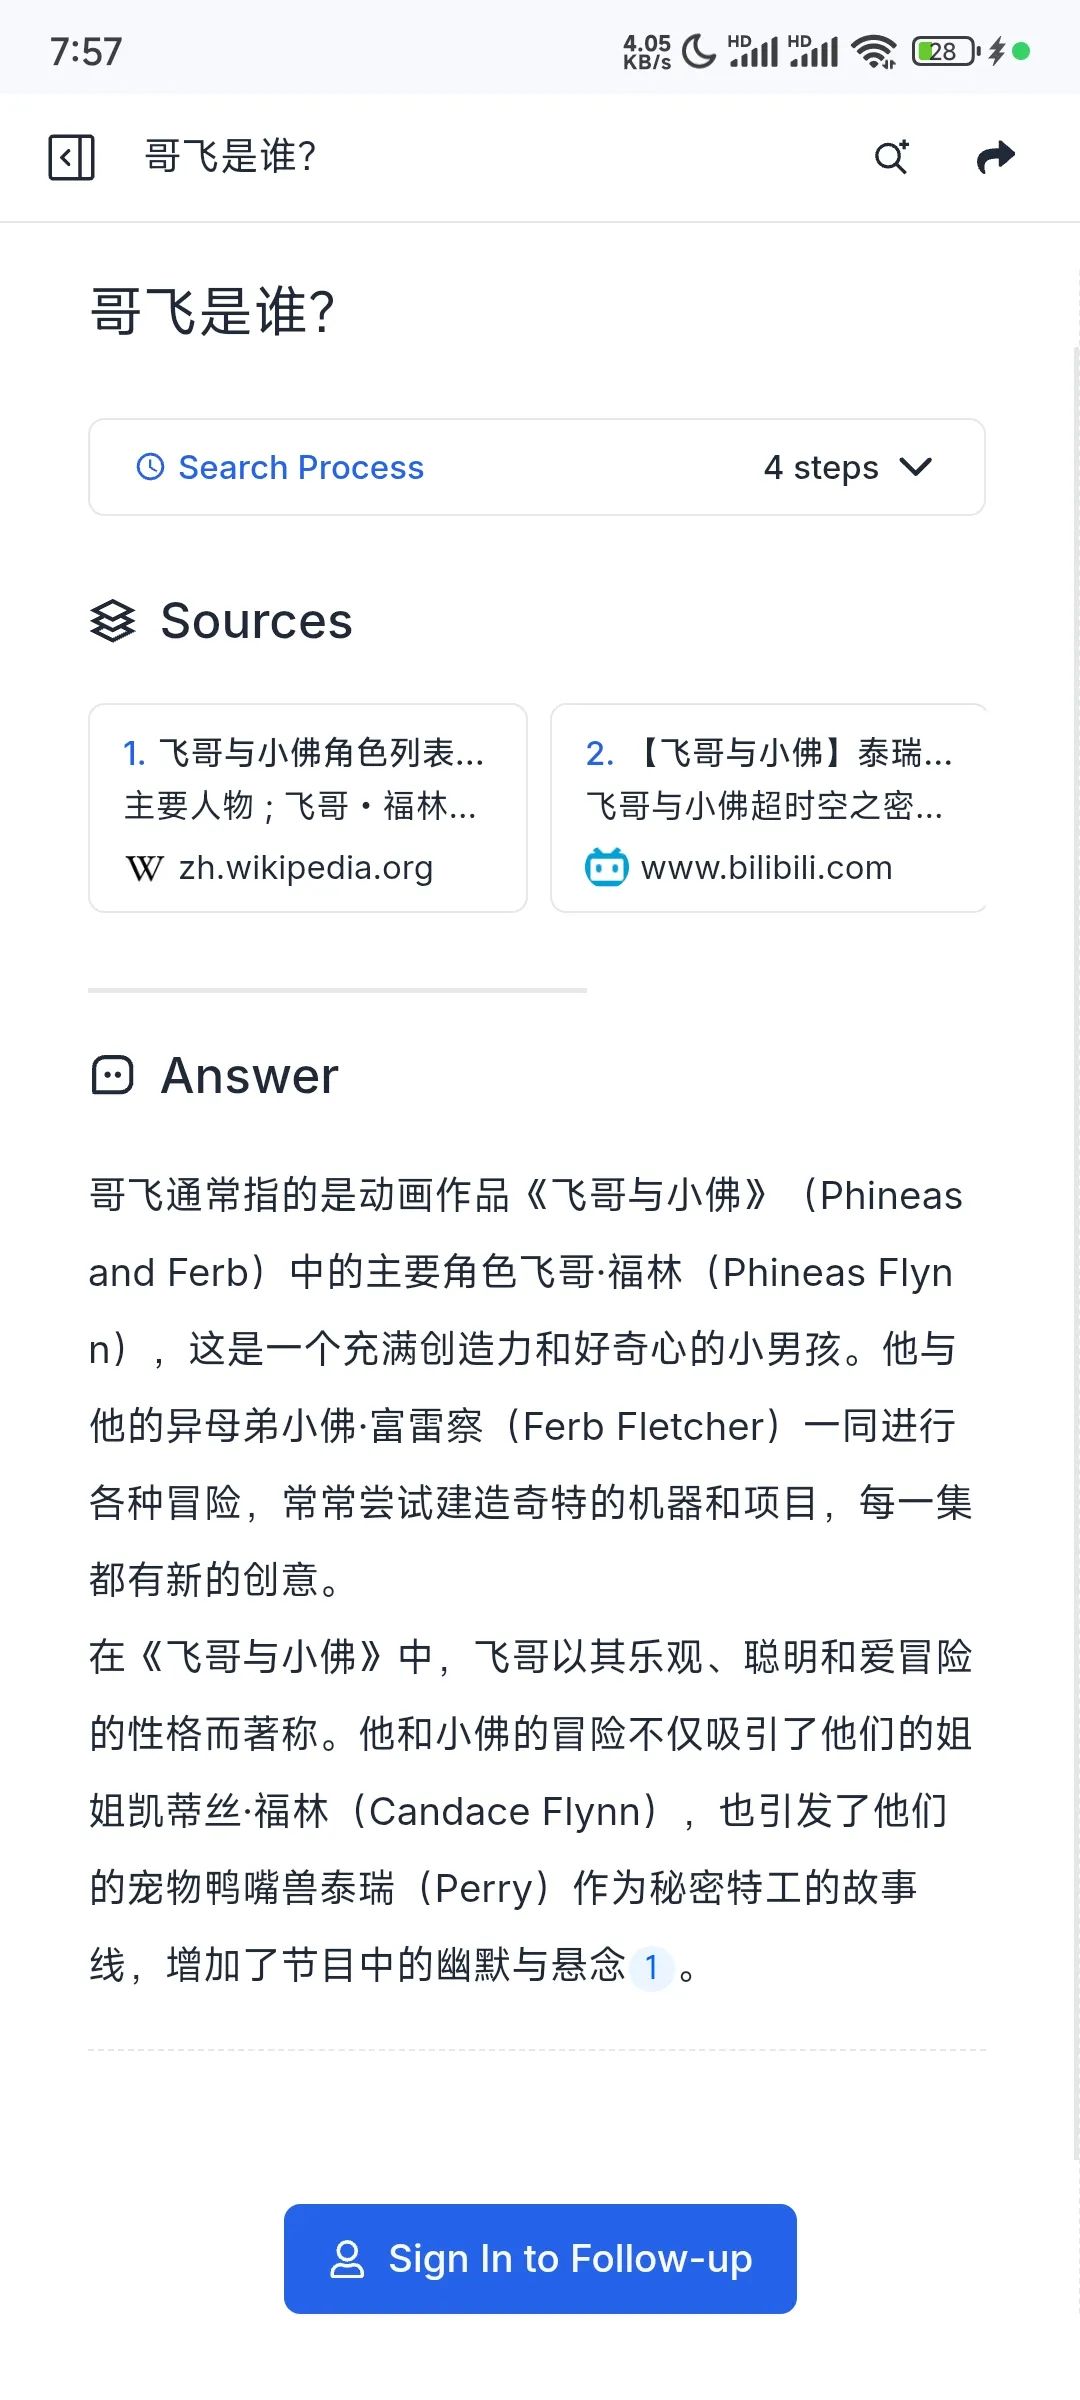 7:57
4.05
KB/s
HD
HD
28
哥飞是谁?
哥飞是谁?
Search Process
4 steps
Sources
1. 飞哥与小佛角色列表...
主要人物；飞哥·福林...
W zh.wikipedia.org
2. 【飞哥与小佛】泰瑞...
飞哥与小佛超时空之密...
www.bilibili.com
Answer
哥飞通常指的是动画作品《飞哥与小佛》（Phineas
and Ferb）中的主要角色飞哥·福林（Phineas Flyn
n），这是一个充满创造力和好奇心的小男孩。他与
他的异母弟小佛·富雷察（Ferb Fletcher）一同进行
各种冒险，常常尝试建造奇特的机器和项目，每一集
都有新的创意。
在《飞哥与小佛》中，飞哥以其乐观、聪明和爱冒险
的性格而著称。他和小佛的冒险不仅吸引了他们的姐
姐凯蒂丝·福林（Candace Flynn），也引发了他们
的宠物鸭嘴兽泰瑞（Perry）作为秘密特工的故事
线，增加了节目中的幽默与悬念 1 。
Sign In to Follow-up